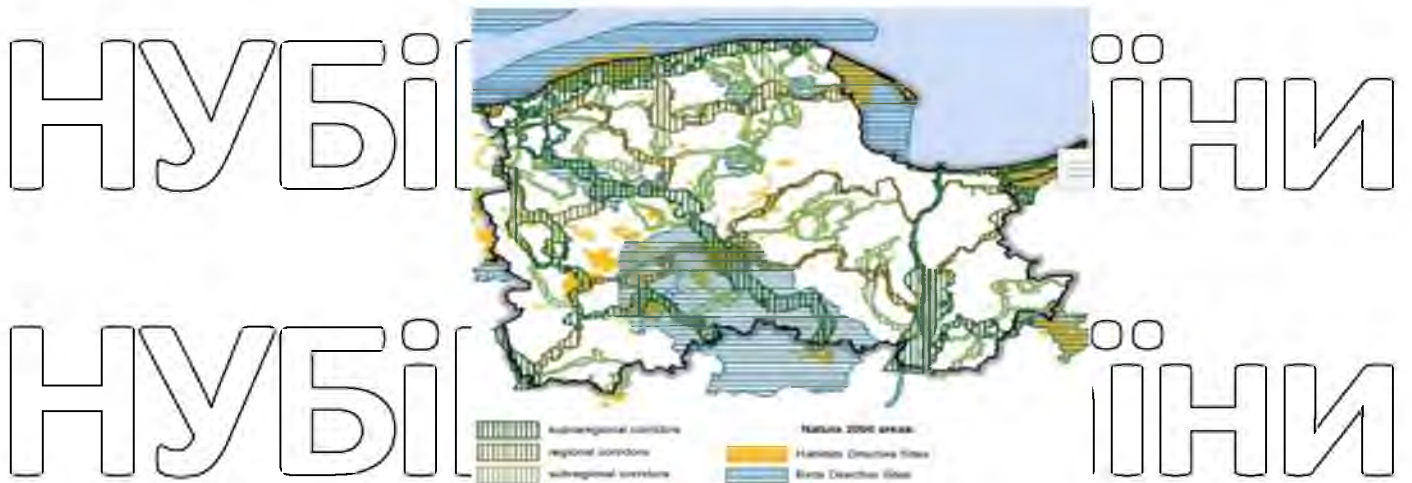 НУБі їни
НУБі їни
supraregional corridors
regional corridors
subregional corridors
Natura 2000 areas:
Habitats Directive Sites
Birds Directive Sites